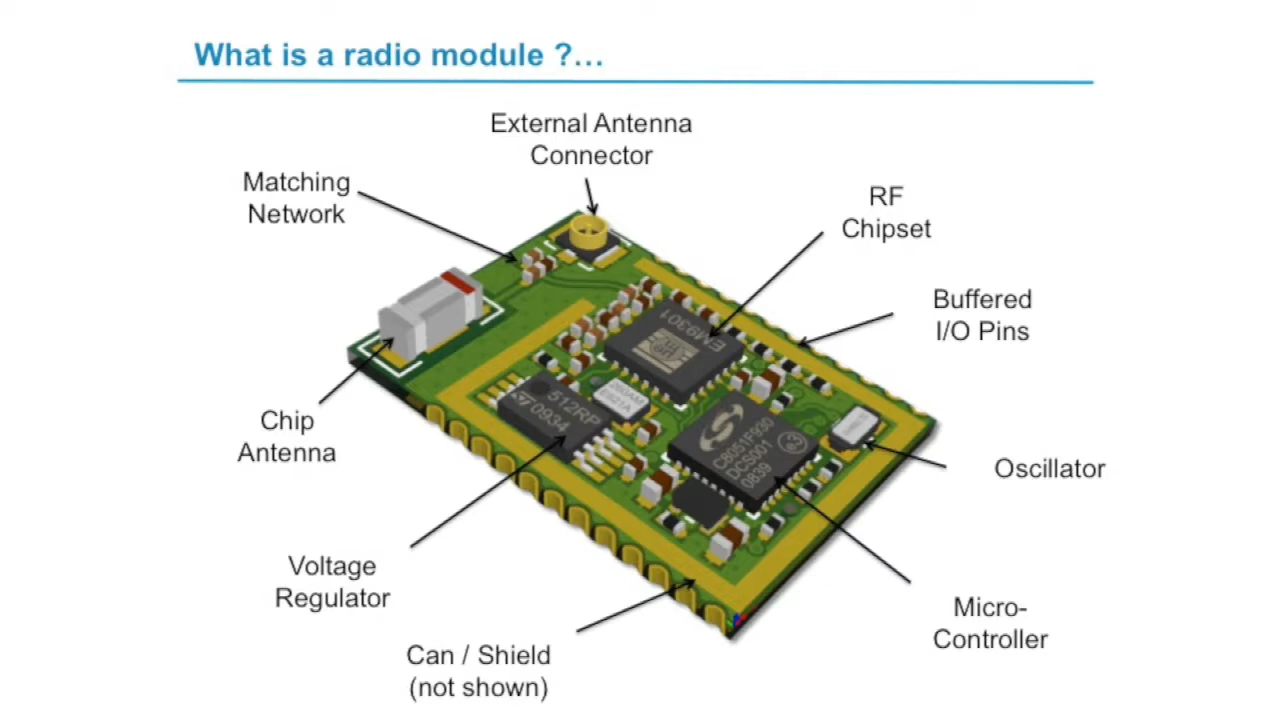 What is a radio module ?...
External Antenna
Connector
Matching
Network
RF
Chipset
Buffered
I/O Pins
EM9301
512RP
0934
C8051F930
DCS001
0839
e3
Chip
Antenna
Oscillator
Voltage
Regulator
Micro-
Controller
Can / Shield
(not shown)